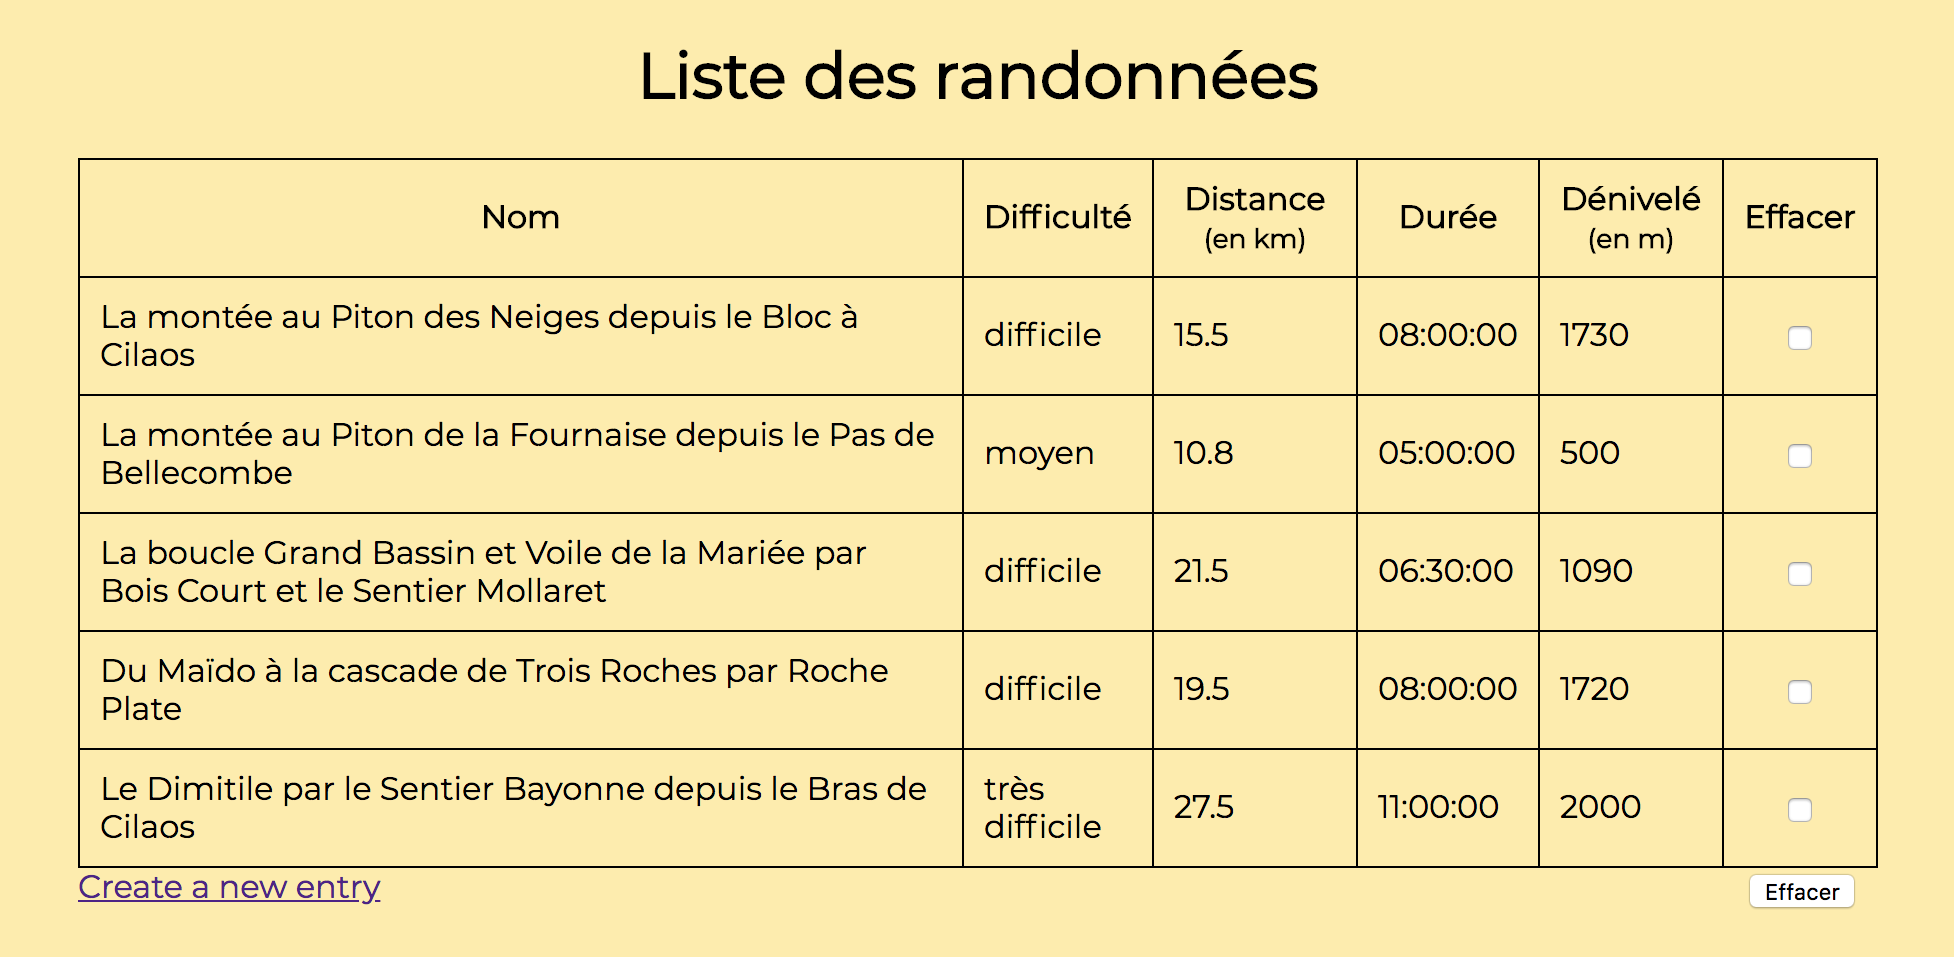 Liste des randonnées
Nom Difficulté Distance (en km) Durée Dénivelé (en m) Effacer
La montée au Piton des Neiges depuis le Bloc à
Cilaos
difficile 15.5 08:00:00 1730
La montée au Piton de la Fournaise depuis le Pas de
Bellecombe
moyen 10.8 05:00:00 500
La boucle Grand Bassin et Voile de la Mariée par
Bois Court et le Sentier Mollaret
difficile 21.5 06:30:00 1090
Du Maïdo à la cascade de Trois Roches par Roche
Plate
difficile 19.5 08:00:00 1720
Le Dimitile par le Sentier Bayonne depuis le Bras de
Cilaos
très
difficile
27.5 11:00:00 2000
Create a new entry
Effacer